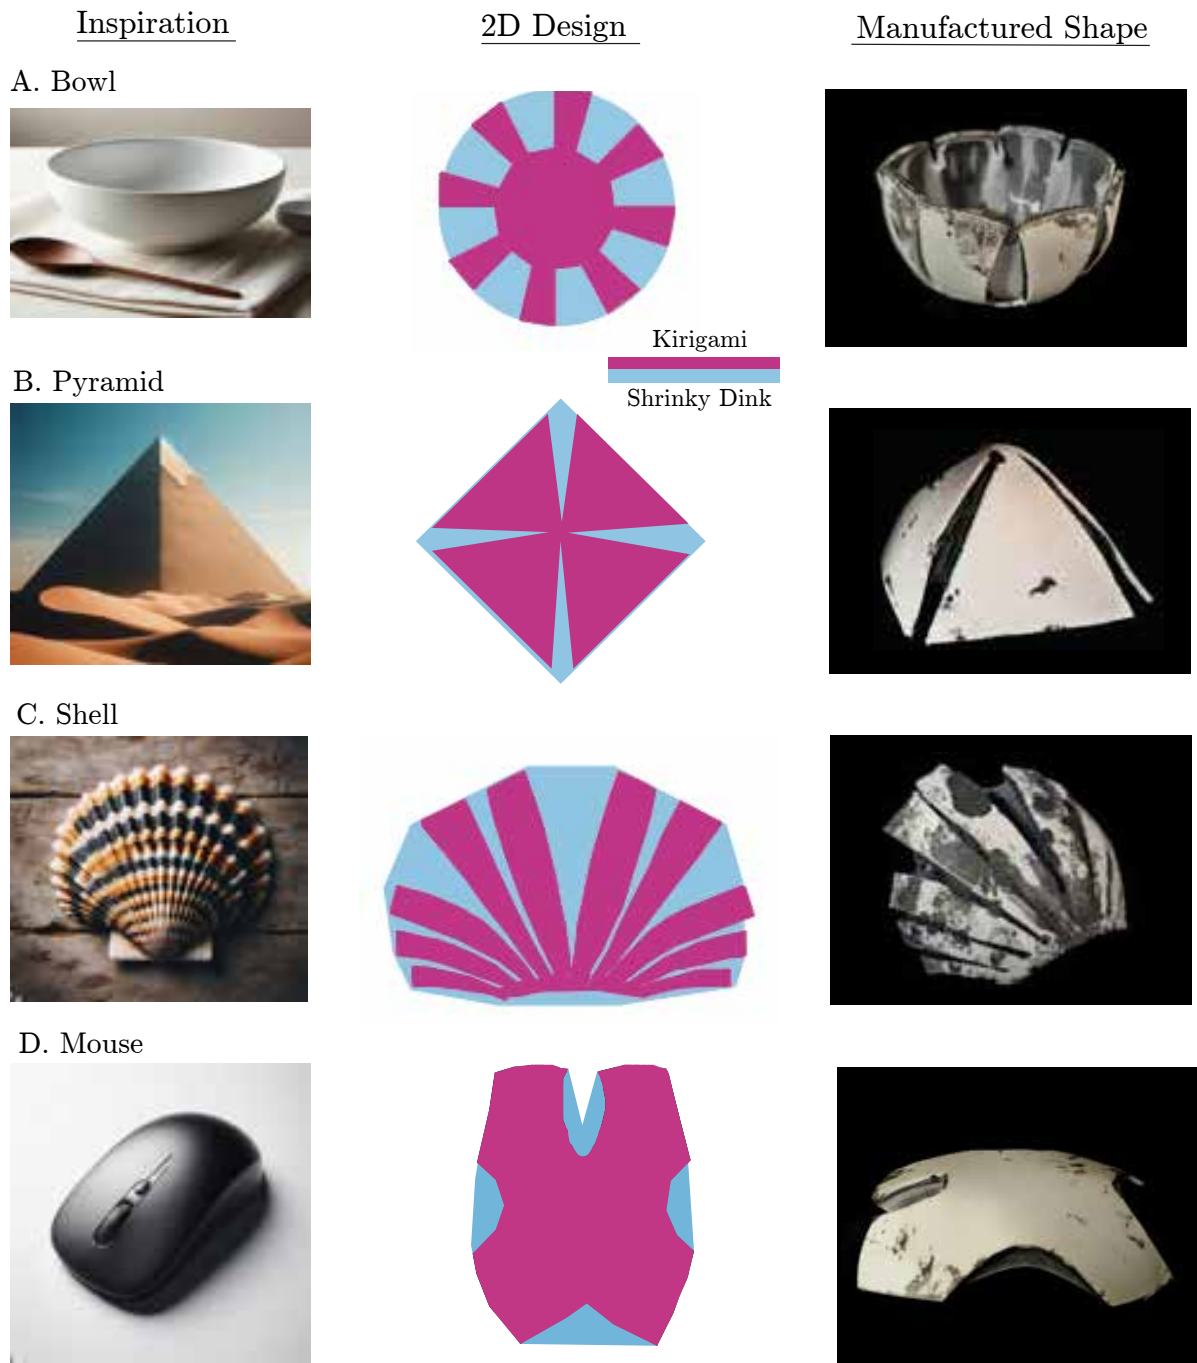 Inspiration
2D Design
Manufactured Shape
A. Bowl
Kirigami
Shrinky Dink
B. Pyramid
C. Shell
D. Mouse